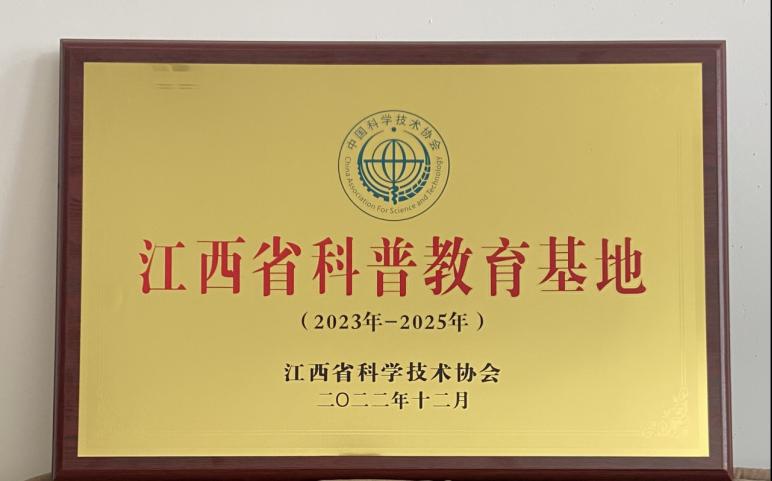 中国科学技术协会
China Association For Science and Technology
江西省科普教育基地
（2023年-2025年）
江西省科学技术协会
二〇二二年十二月